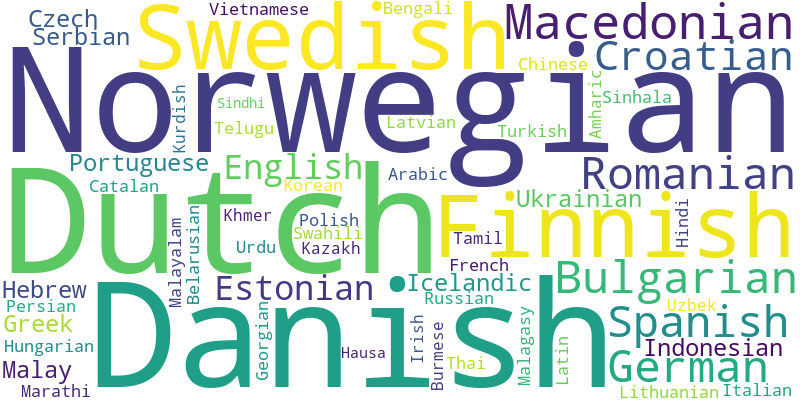 Czech
Serbian
Vietnamese
Swedish
Bengali
Macedonian
Croatian
Chinese
Norwegian
Kurdish
Sindhi
Telugu
Latvian
Turkish
Amharic
Sinhala
Portuguese
Catalan
English
Korean
Arabic
Romanian
Ukrainian
Dutch
Khmer
Polish
Swahili
Kazakh
Urdu
Malayalam
Belarusian
Finnish
Tamil
Hindi
French
Hebrew
Persian
Greek
Hungarian
Malay
Marathi
Estonian
Icelandic
Russian
Bulgarian
Uzbek
Danish
Georgian
Hausa
Irish
Burmese
Thai
Malagasy
Latin
Spanish
Indonesian
German
Lithuanian
Italian